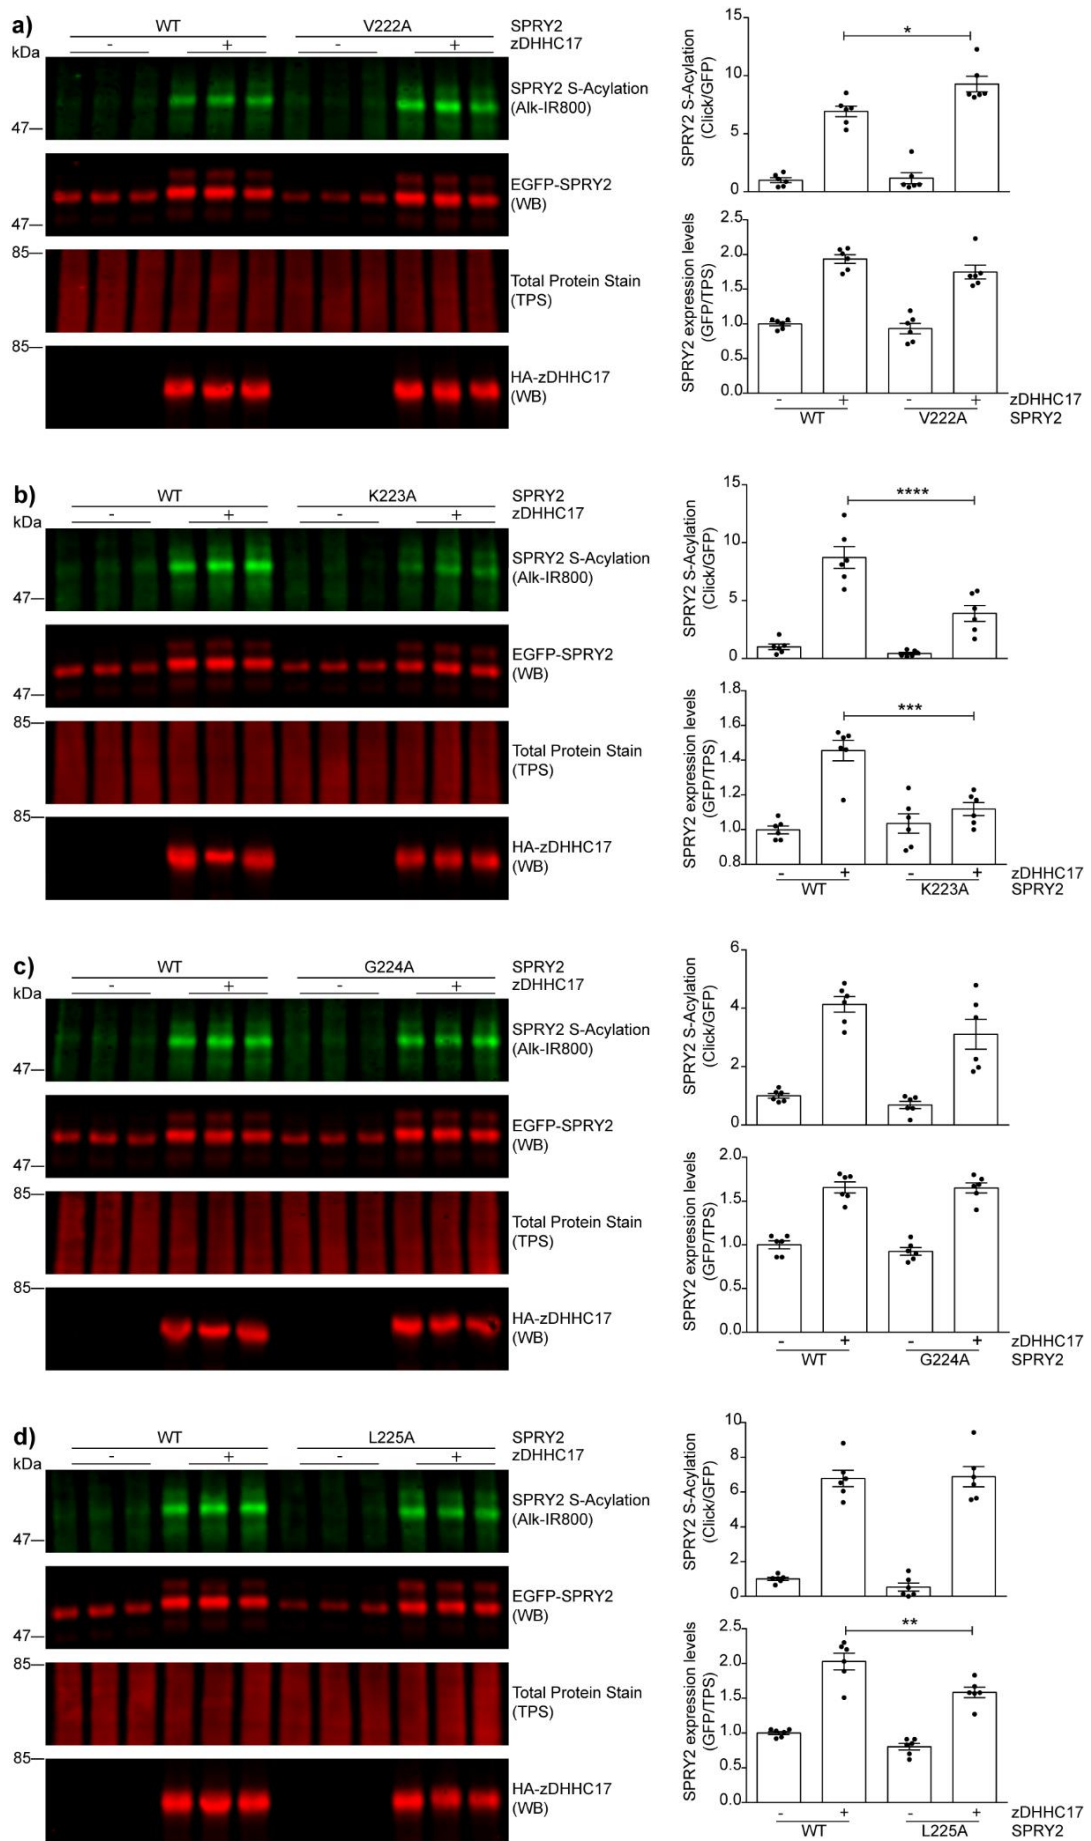 a)
WT V222A SPRY2
- + - + zDHHC17
kDa
SPRY2 S-Acylation
(Alk-IR800)
47
EGFP-SPRY2
(WB)
47
85
Total Protein Stain
(TPS)
85
HA-zDHHC17
(WB)
SPRY2 S-Acylation
(Click/GFP)
10
5
0
*
SPRY2 expression levels
(GFP/TPS)
2.5
2.0
1.5
1.0
0.5
0.0
- + - + zDHHC17
WT V222A SPRY2
b)
WT K223A SPRY2
- + - + zDHHC17
kDa
SPRY2 S-Acylation
(Alk-IR800)
47
EGFP-SPRY2
(WB)
47
85
Total Protein Stain
(TPS)
85
HA-zDHHC17
(WB)
SPRY2 S-Acylation
(Click/GFP)
15
10
5
0
****
SPRY2 expression levels
(GFP/TPS)
1.8
1.6
1.4
1.2
1.0
0.8
***
- + - + zDHHC17
WT K223A SPRY2
c)
WT G224A SPRY2
- + - + zDHHC17
kDa
SPRY2 S-Acylation
(Alk-IR800)
47
EGFP-SPRY2
(WB)
47
85
Total Protein Stain
(TPS)
85
HA-zDHHC17
(WB)
SPRY2 S-Acylation
(Click/GFP)
6
4
2
0
SPRY2 expression levels
(GFP/TPS)
2.0
1.5
1.0
0.5
0.0
- + - + zDHHC17
WT G224A SPRY2
d)
WT L225A SPRY2
- + - + zDHHC17
kDa
SPRY2 S-Acylation
(Alk-IR800)
47
EGFP-SPRY2
(WB)
47
85
Total Protein Stain
(TPS)
85
HA-zDHHC17
(WB)
SPRY2 S-Acylation
(Click/GFP)
10
8
6
4
2
0
SPRY2 expression levels
(GFP/TPS)
2.5
2.0
1.5
1.0
0.5
0.0
**
- + - + zDHHC17
WT L225A SPRY2